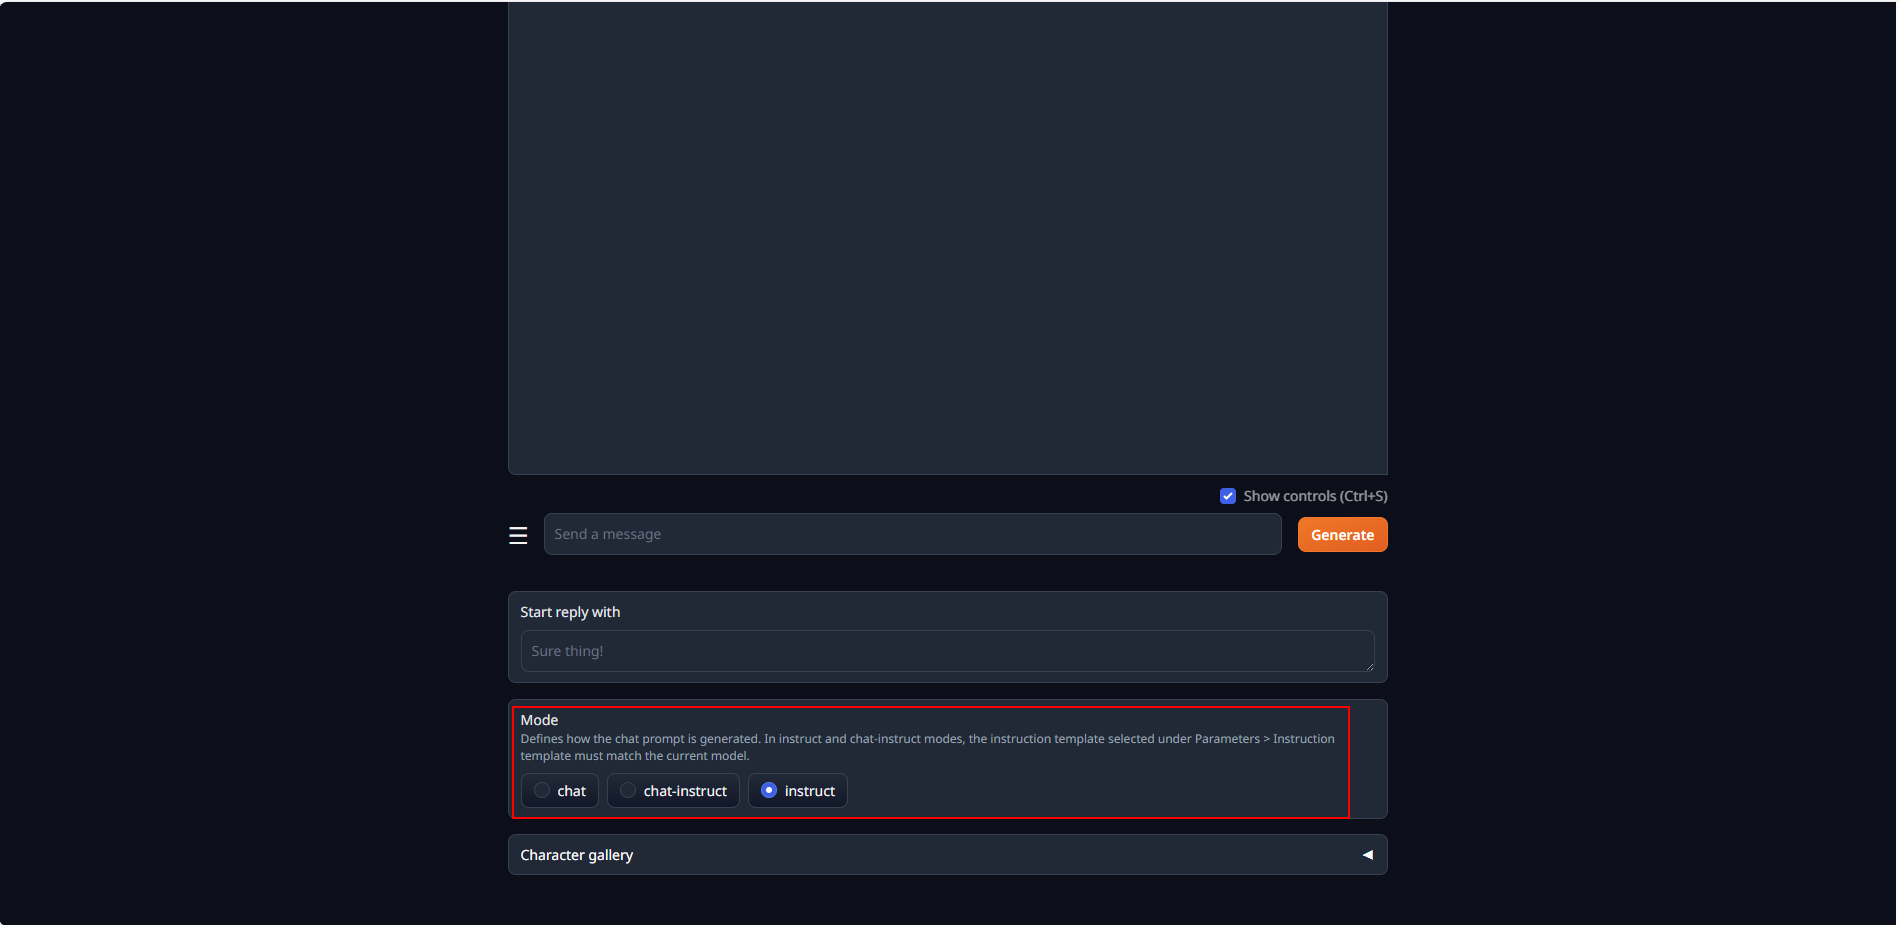 Show controls (Ctrl+S)
Send a message
Generate
Start reply with
Sure thing!
Mode
Defines how the chat prompt is generated. In instruct and chat-instruct modes, the instruction template selected under Parameters > Instruction
template must match the current model.
chat
chat-instruct
instruct
Character gallery